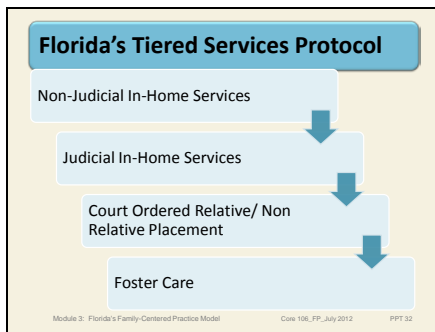 Florida's Tiered Services Protocol
Non-Judicial In-Home Services
Judicial In-Home Services
Court Ordered Relative/ Non
Relative Placement
Foster Care
Module 3:  Florida's Family-Centered Practice Model Core 106_FP_July 2012 PPT 32